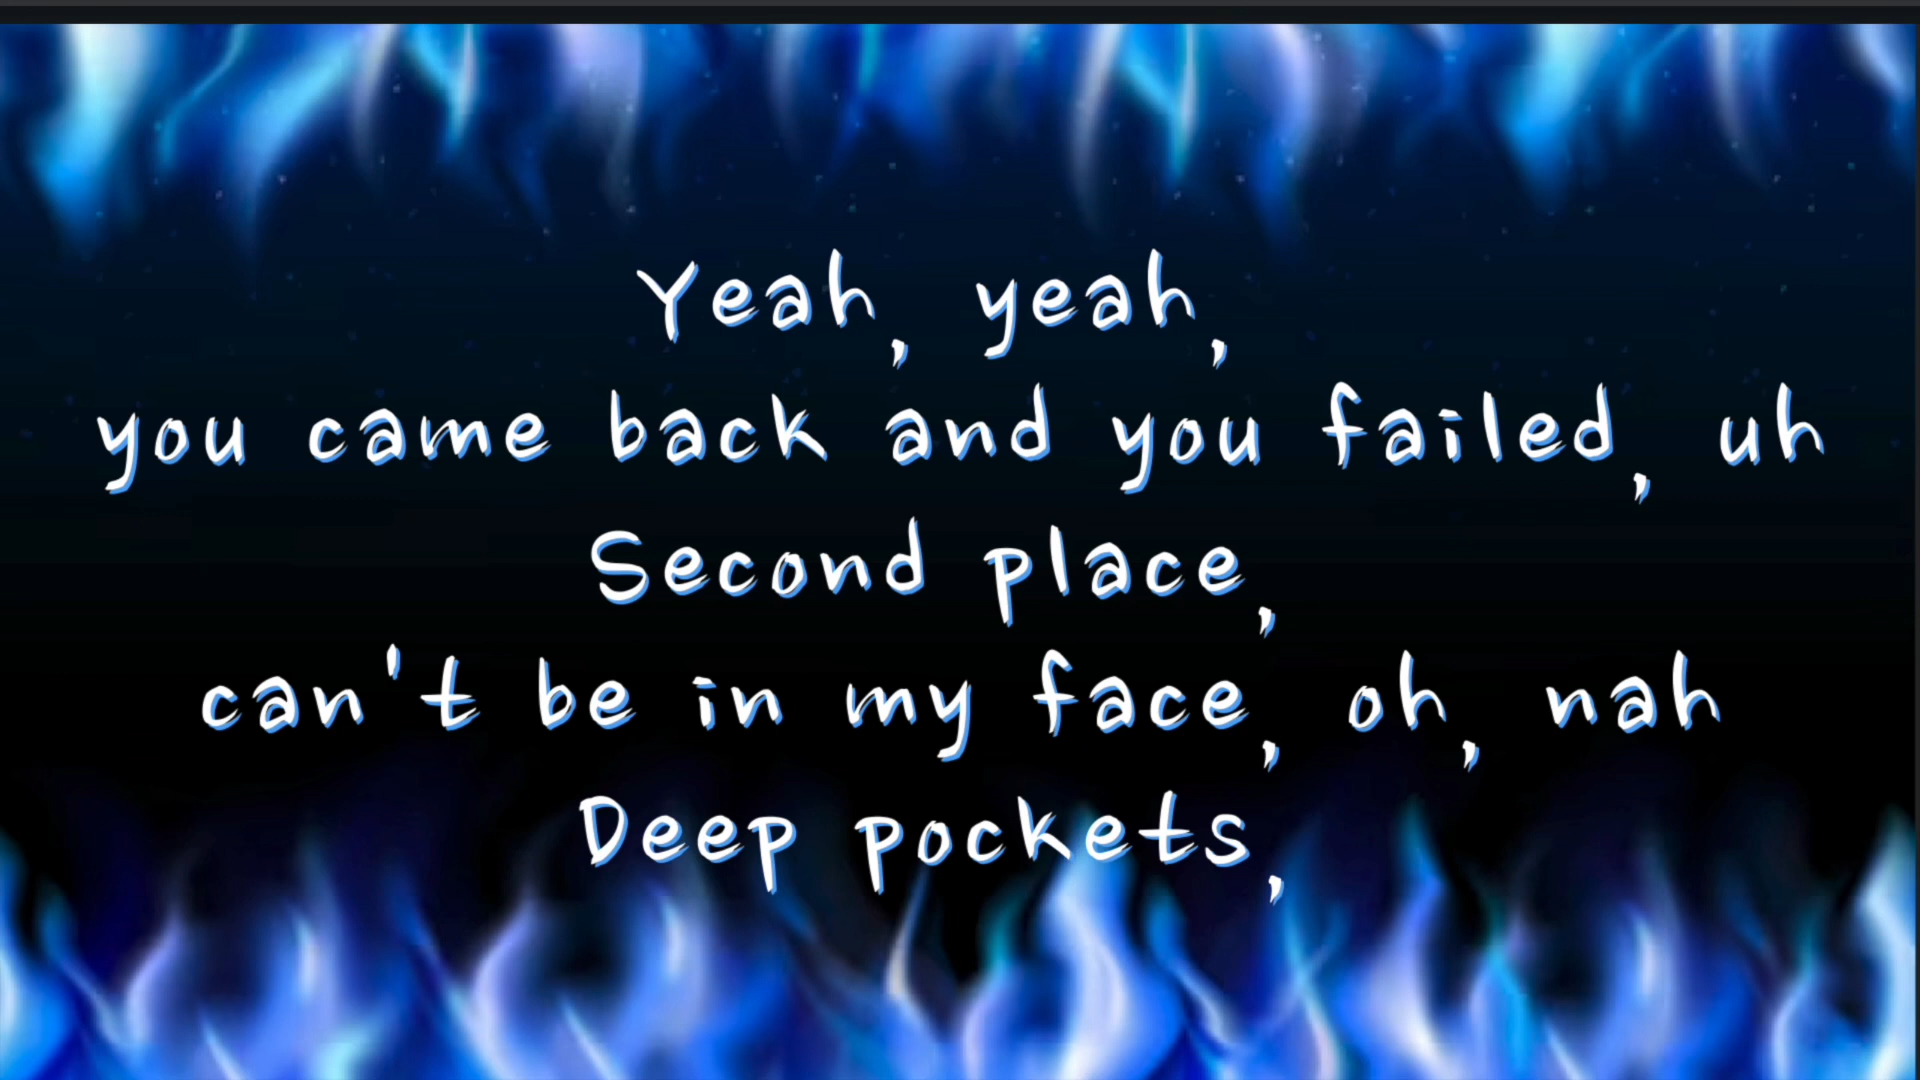 Yeah, yeah,
you came back and you failed, uh
Second place,
can't be in my face, oh, nah
Deep pockets,